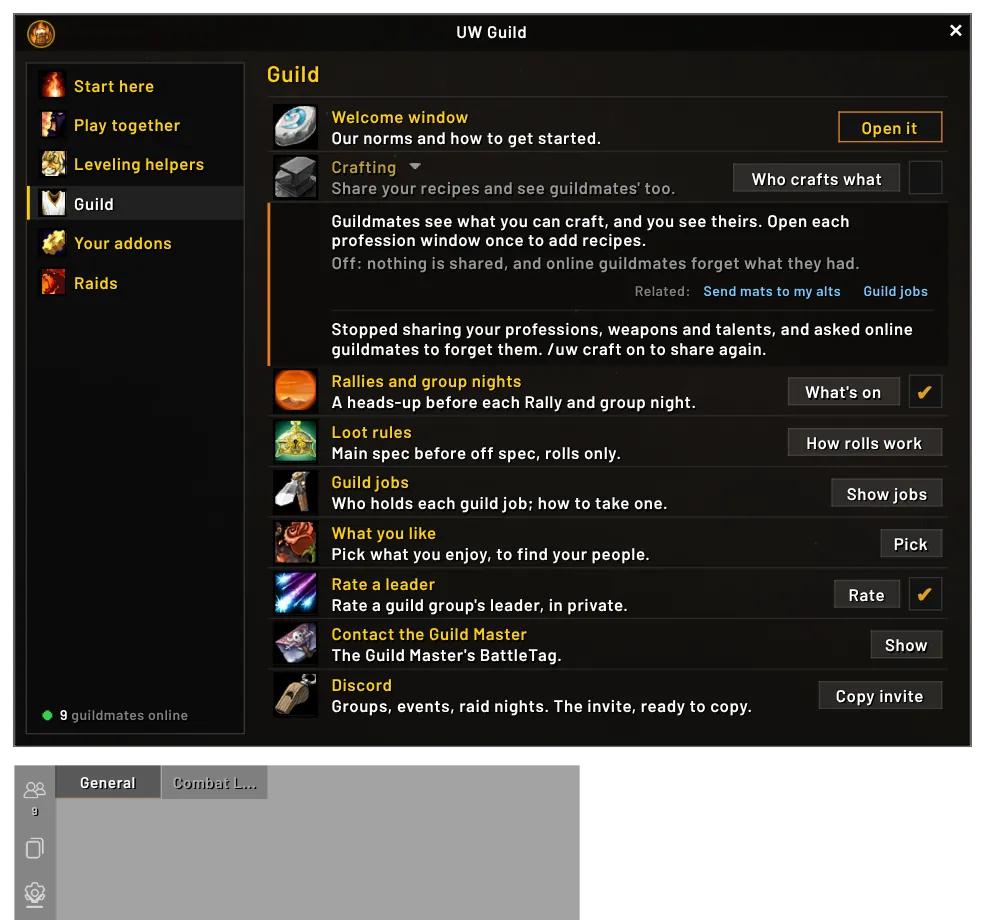 UW Guild
Start here
Play together
Leveling helpers
Guild
Your addons
Raids
9 guildmates online
Guild
Welcome window
Our norms and how to get started.
Open it
Crafting
Share your recipes and see guildmates' too.
Who crafts what
Guildmates see what you can craft, and you see theirs. Open each
profession window once to add recipes.
Off: nothing is shared, and online guildmates forget what they had.
Related: Send mats to my alts Guild jobs
Stopped sharing your professions, weapons and talents, and asked online
guildmates to forget them. /uw craft on to share again.
Rallies and group nights
A heads-up before each Rally and group night.
What's on
Loot rules
Main spec before off spec, rolls only.
How rolls work
Guild jobs
Who holds each guild job; how to take one.
Show jobs
What you like
Pick what you enjoy, to find your people.
Pick
Rate a leader
Rate a guild group's leader, in private.
Rate
Contact the Guild Master
The Guild Master's BattleTag.
Show
Discord
Groups, events, raid nights. The invite, ready to copy.
Copy invite
General
Combat L...
9